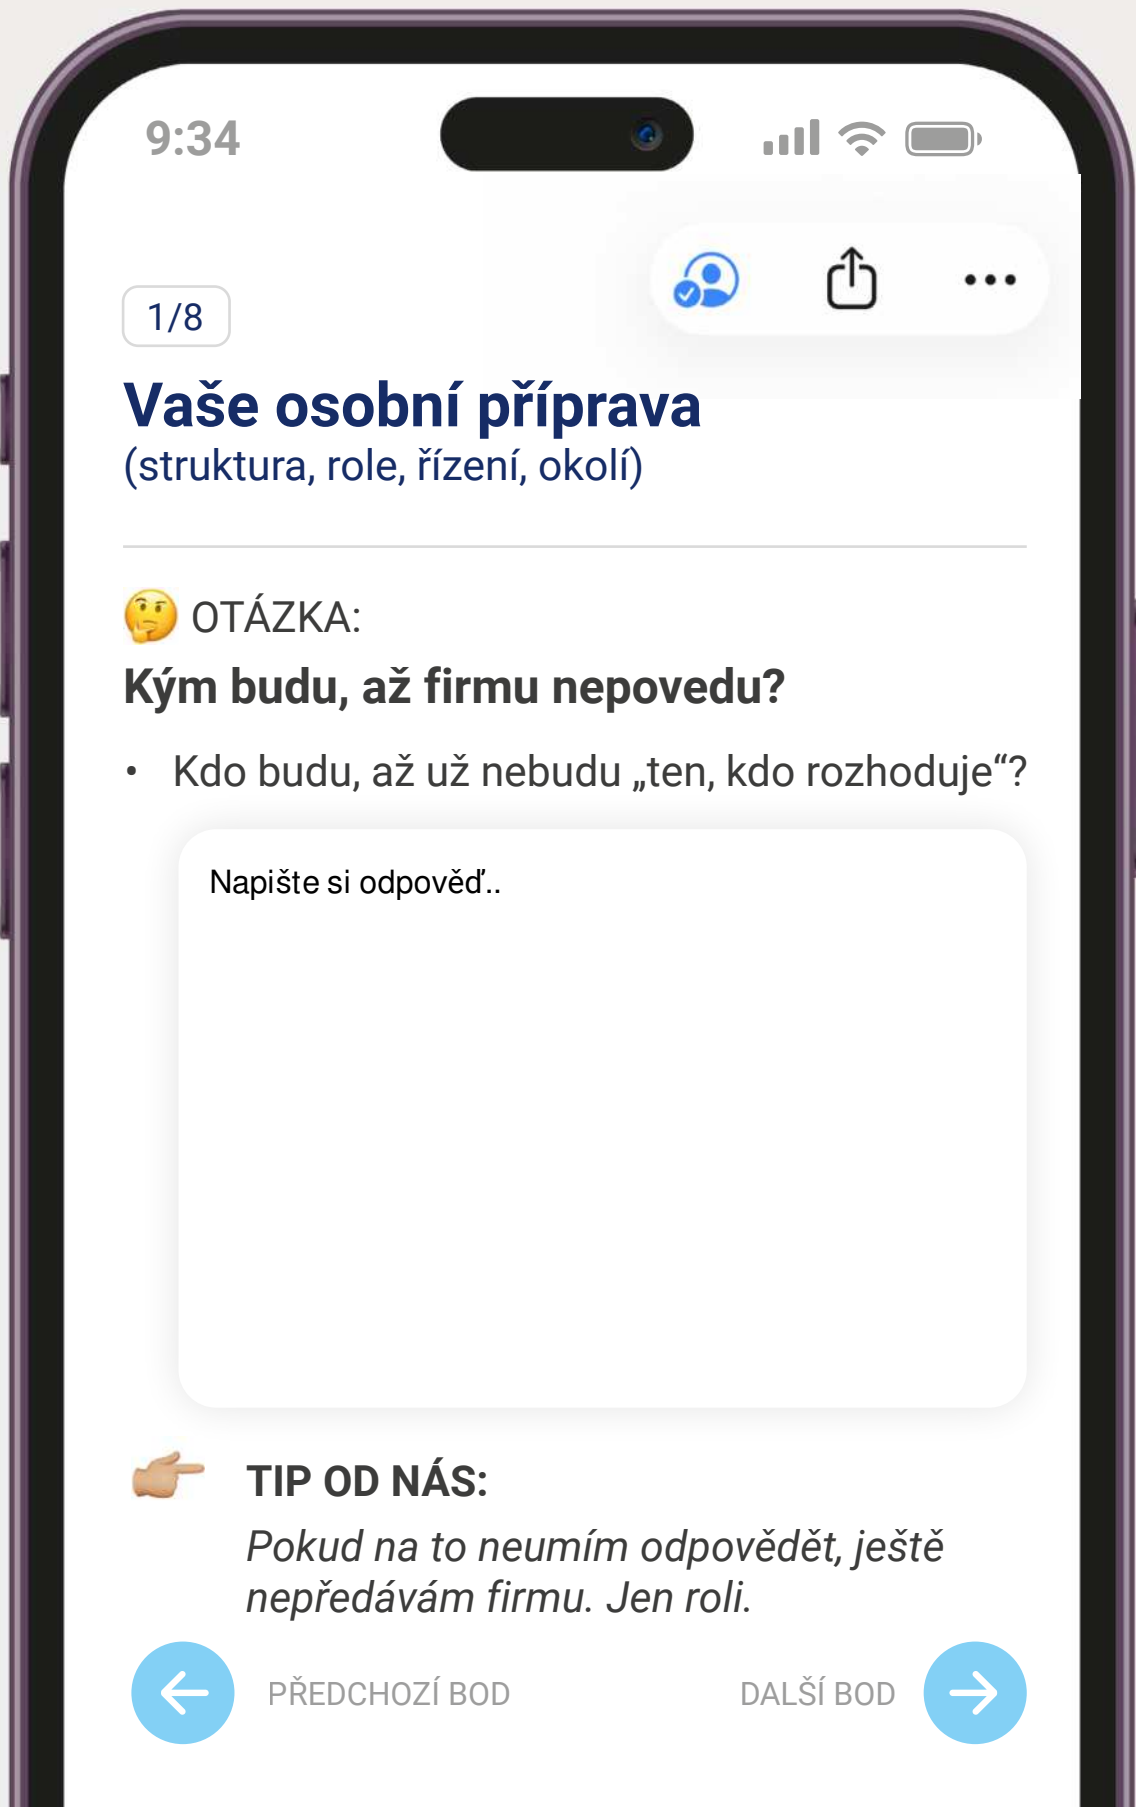 9:34
1/8
Vaše osobní příprava
(struktura, role, řízení, okolí)
🤔 OTÁZKA:
Kým budu, až firmu nepovedu?
• Kdo budu, až už nebudu „ten, kdo rozhoduje“?
Napište si odpověď..
TIP OD NÁS:
Pokud na to neumím odpovědět, ještě
nepředávám firmu. Jen roli.
PŘEDCHOZÍ BOD
DALŠÍ BOD